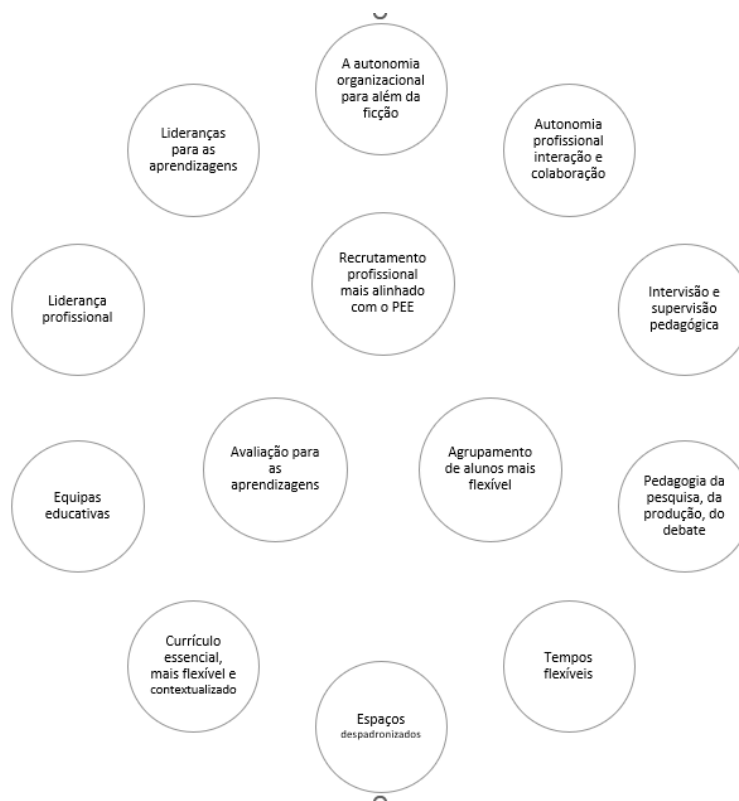 A autonomia
organizacional
para além da
ficção
Lideranças
para as
aprendizagens
Autonomia
profissional
interação e
colaboração
Recrutamento
profissional
mais alinhado
com o PEE
Liderança
profissional
Intervisão e
supervisão
pedagógica
Avaliação para
as
aprendizagens
Agrupamento
de alunos mais
flexível
Equipas
educativas
Pedagogia da
pesquisa, da
produção, do
debate
Currículo
essencial,
mais flexível e
contextualizado
Tempos
flexíveis
Espaços
despadronizados